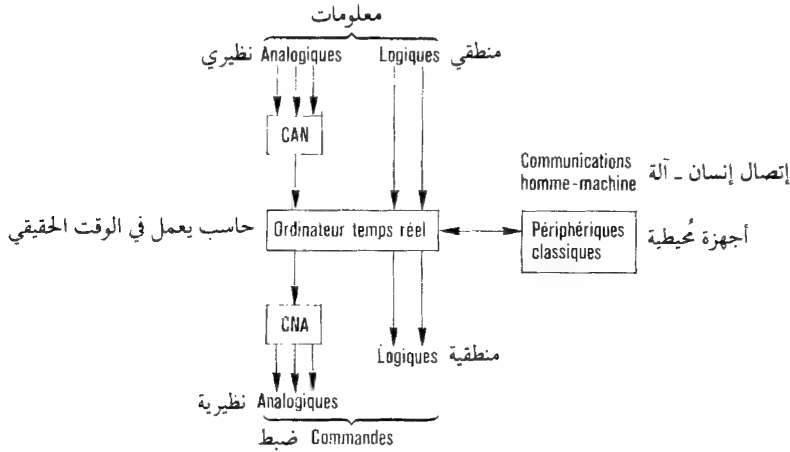 معلومات
نظيري Analogiques Logiques منطقي
CAN
Communications إتصال إنسان - آلة
homme-machine
حاسب يعمل في الوقت الحقيقي Ordinateur temps réel
Périphériques أجهزة مُحيطية
classiques
CNA
Logiques منطقية
نظيرية Analogiques
ضبط Commandes